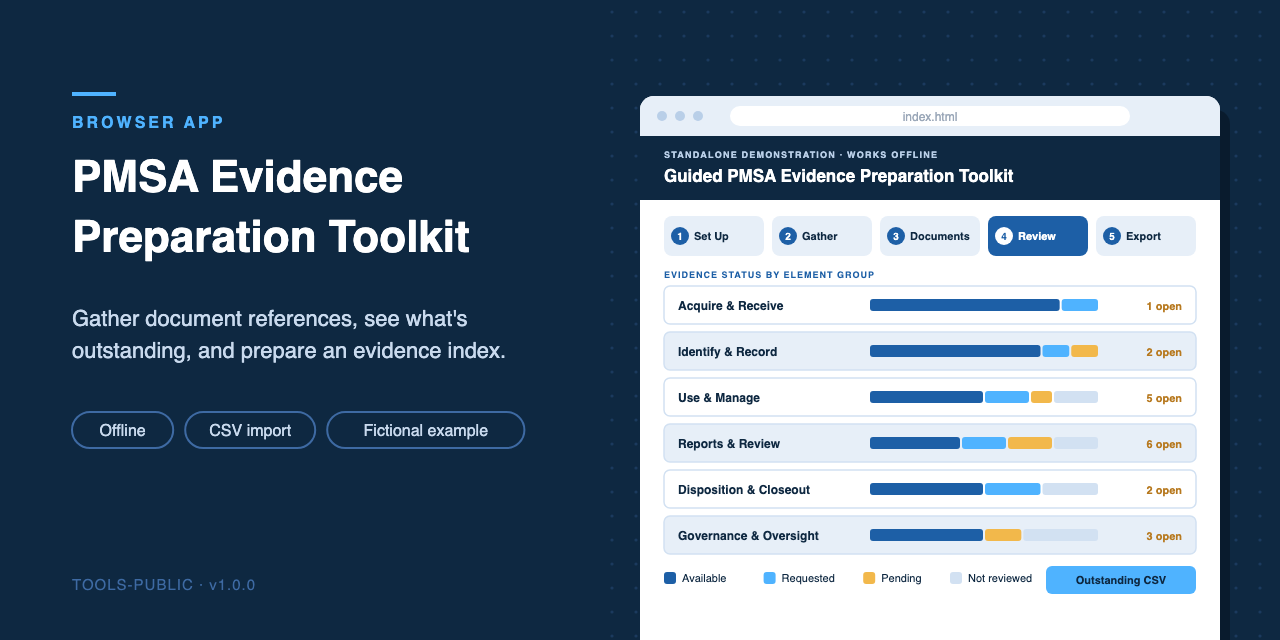 BROWSER APP
PMSA Evidence
Preparation Toolkit
Gather document references, see what's
outstanding, and prepare an evidence index.
Offline
CSV import
Fictional example
TOOLS-PUBLIC · v1.0.0
index.html
STANDALONE DEMONSTRATION · WORKS OFFLINE
Guided PMSA Evidence Preparation Toolkit
1 Set Up
2 Gather
3 Documents
4 Review
5 Export
EVIDENCE STATUS BY ELEMENT GROUP
Acquire & Receive 1 open
Identify & Record 2 open
Use & Manage 5 open
Reports & Review 6 open
Disposition & Closeout 2 open
Governance & Oversight 3 open
Available Requested Pending Not reviewed
Outstanding CSV